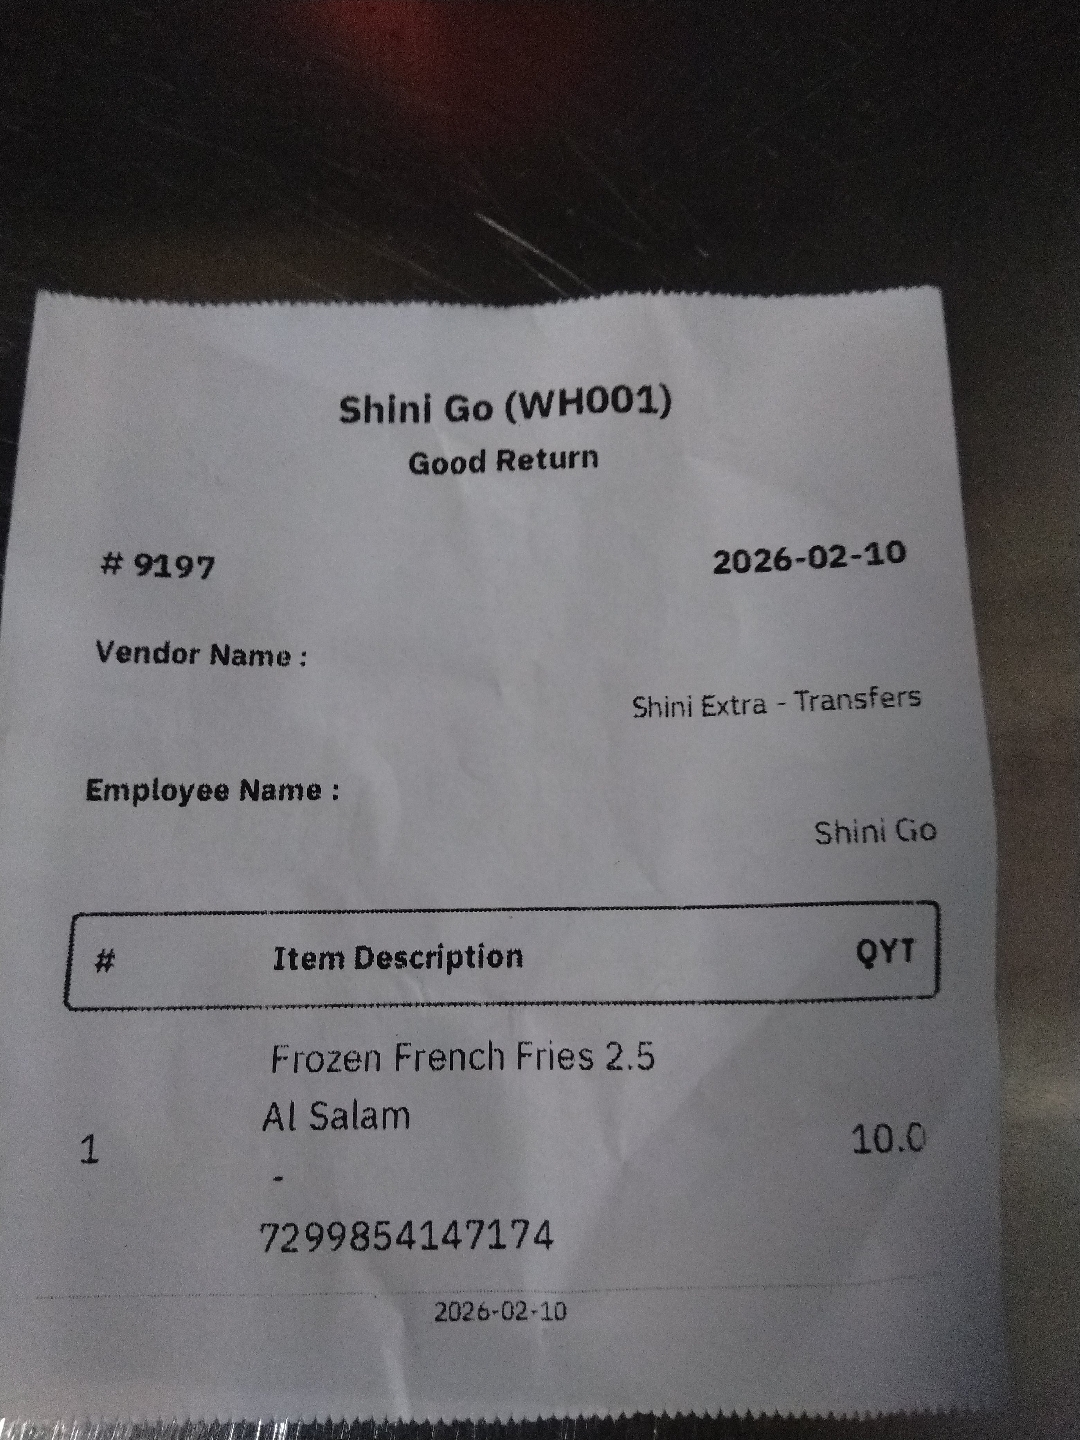 Shini Go (WH001)
Good Return
# 9197 2026-02-10
Vendor Name :
Shini Extra - Transfers
Employee Name :
Shini Go
# Item Description QYT
Frozen French Fries 2.5
Al Salam
1 10.0
-
7299854147174
2026-02-10